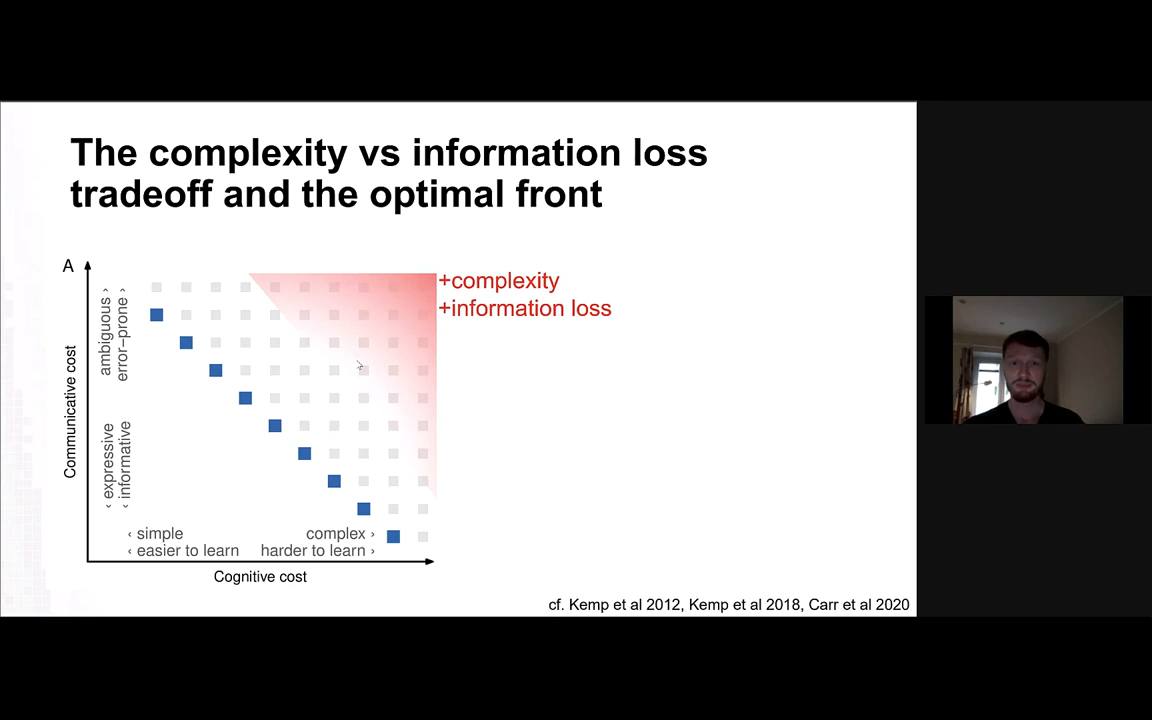 The complexity vs information loss
tradeoff and the optimal front
A
+complexity
+information loss
Communicative cost
ambiguous ›
error−prone ›
‹ expressive
‹ informative
‹ simple
complex ›
‹ easier to learn
harder to learn ›
Cognitive cost
cf. Kemp et al 2012, Kemp et al 2018, Carr et al 2020